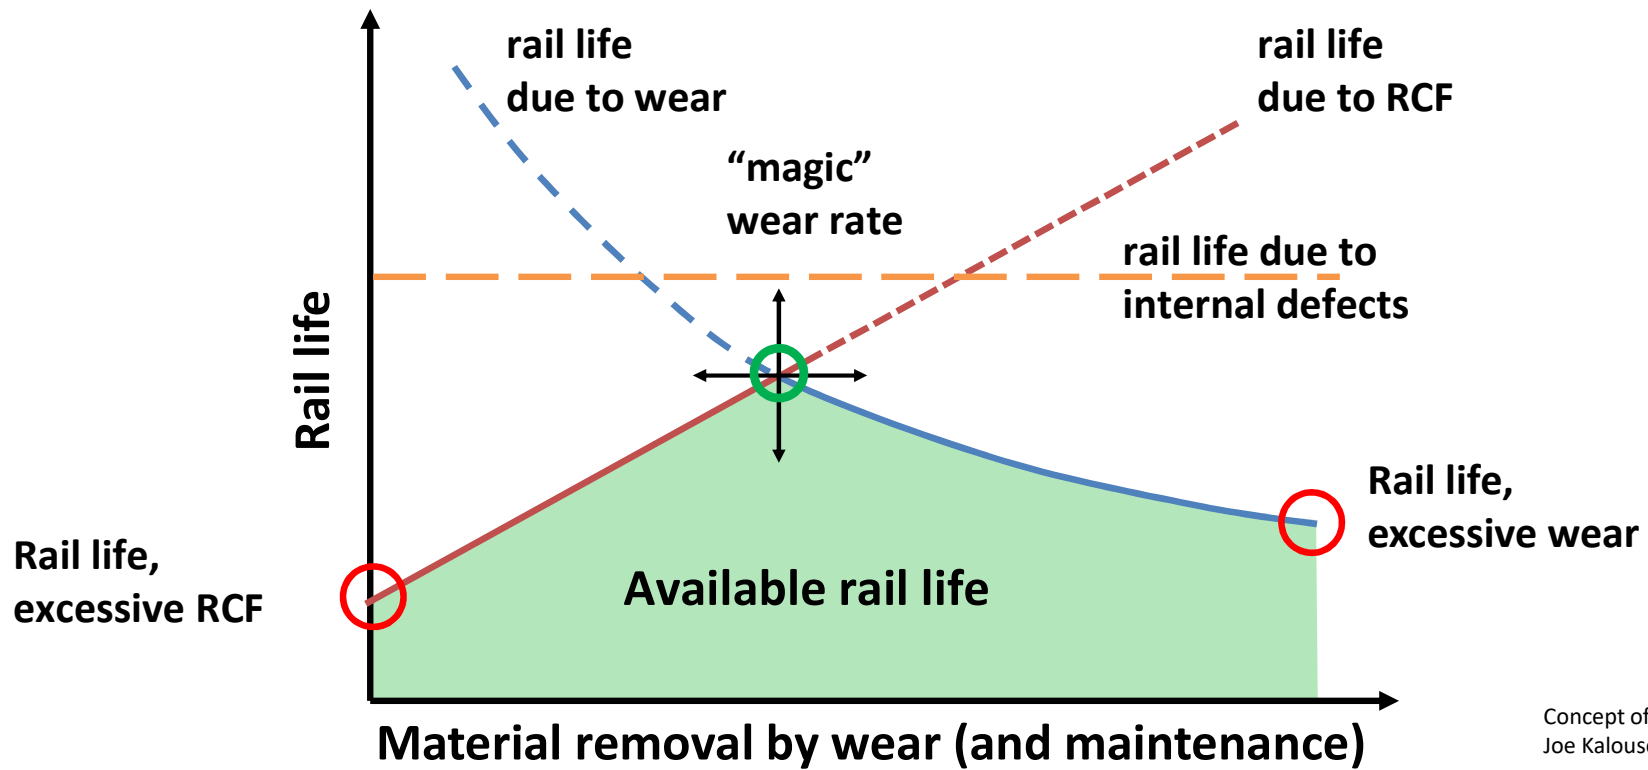 rail life
due to wear
rail life
due to RCF
“magic”
wear rate
rail life due to
internal defects
Rail life
Rail life,
excessive wear
Rail life,
excessive RCF
Available rail life
Material removal by wear (and maintenance)
Concept of
Joe